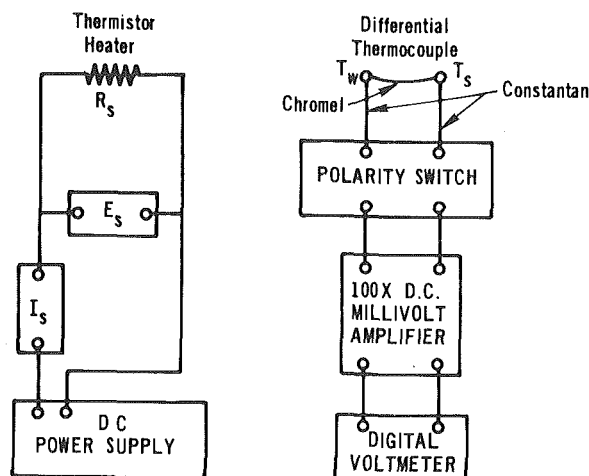 Thermistor
Heater
R_s
E_s
I_s
D C
POWER SUPPLY
Differential
Thermocouple
T_w
T_s
Chromel
Constantan
POLARITY SWITCH
100X D.C.
MILLIVOLT
AMPLIFIER
DIGITAL
VOLTMETER